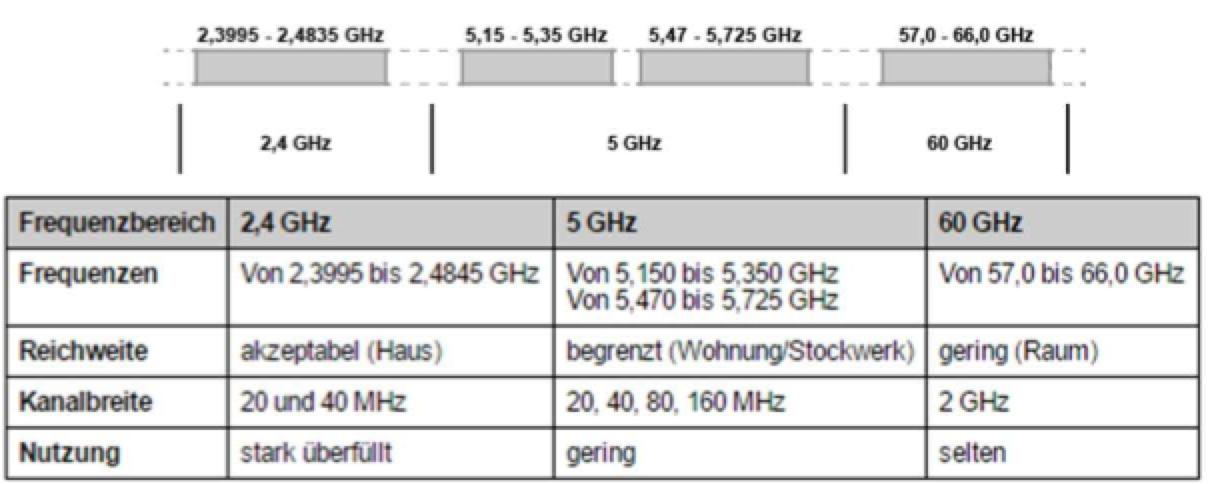 2,3995 - 2,4835 GHz 5,15 - 5,35 GHz 5,47 - 5,725 GHz 57,0 - 66,0 GHz
2,4 GHz 5 GHz 60 GHz
Frequenzbereich 2,4 GHz 5 GHz 60 GHz
Frequenzen Von 2,3995 bis 2,4845 GHz Von 5,150 bis 5,350 GHz Von 57,0 bis 66,0 GHz
Von 5,470 bis 5,725 GHz
Reichweite akzeptabel (Haus) begrenzt (Wohnung/Stockwerk) gering (Raum)
Kanalbreite 20 und 40 MHz 20, 40, 80, 160 MHz 2 GHz
Nutzung stark überfüllt gering selten